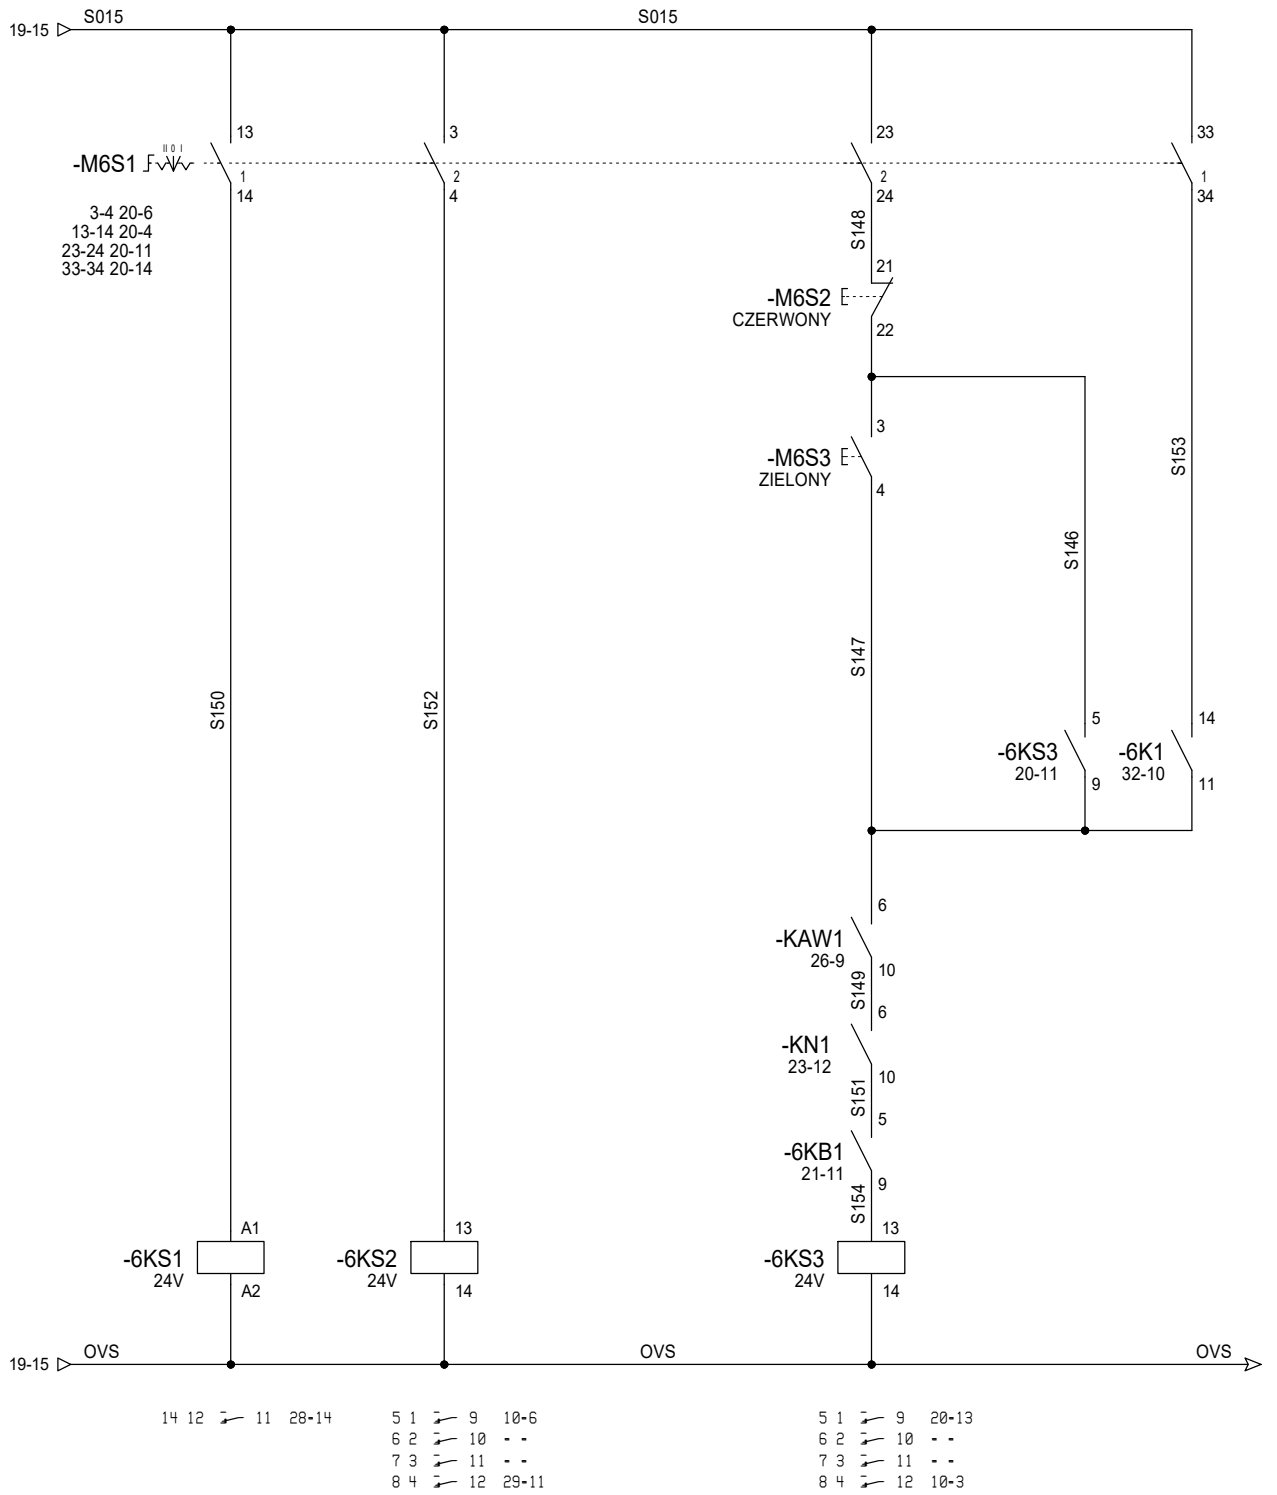 S015 S015
19-15
13 3 23 33
II 0 I
-M6S1
1 2 2 1
14 4 24 34
3-4 20-6
13-14 20-4
23-24 20-11
33-34 20-14
S148
21
-M6S2
CZERWONY
22
3
-M6S3
ZIELONY
4
S153
S146
S147
S150 S152
5 14
-6KS3 -6K1
20-11 32-10
9 11
6
-KAW1
26-9
10
S149
6
-KN1
23-12
10
S151
5
-6KB1
21-11
9
S154
A1 13 13
-6KS1 -6KS2 -6KS3
24V 24V 24V
A2 14 14
OVS OVS OVS
19-15
14 12 11 28-14 5 1 9 10-6 5 1 9 20-13
6 2 10 - - 6 2 10 - -
7 3 11 - - 7 3 11 - -
8 4 12 29-11 8 4 12 10-3